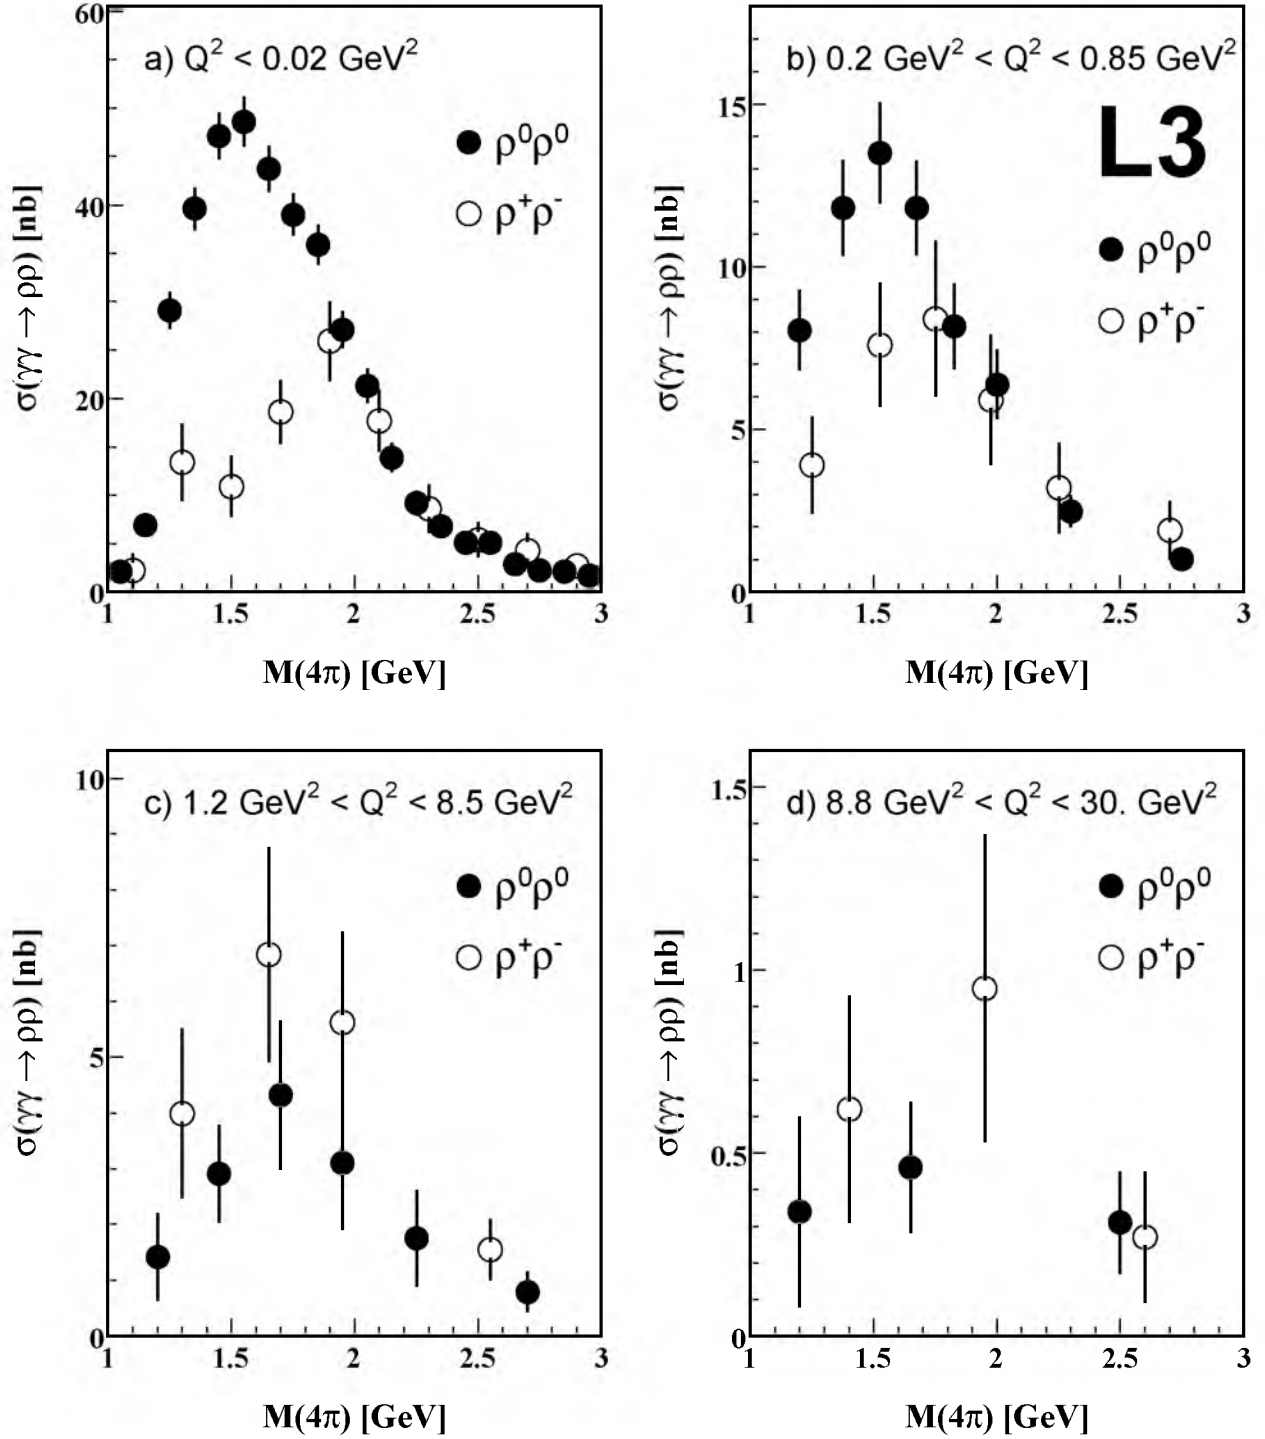 a) Q² < 0.02 GeV²
ρ⁰ρ⁰
ρ⁺ρ⁻
60
40
20
0
1
1.5
2
2.5
3
σ(γγ → ρρ) [nb]
M(4π) [GeV]
b) 0.2 GeV² < Q² < 0.85 GeV²
L3
ρ⁰ρ⁰
ρ⁺ρ⁻
15
10
5
0
1
1.5
2
2.5
3
σ(γγ → ρρ) [nb]
M(4π) [GeV]
c) 1.2 GeV² < Q² < 8.5 GeV²
ρ⁰ρ⁰
ρ⁺ρ⁻
10
5
0
1
1.5
2
2.5
3
σ(γγ → ρρ) [nb]
M(4π) [GeV]
d) 8.8 GeV² < Q² < 30. GeV²
ρ⁰ρ⁰
ρ⁺ρ⁻
1.5
1
0.5
0
1
1.5
2
2.5
3
σ(γγ → ρρ) [nb]
M(4π) [GeV]